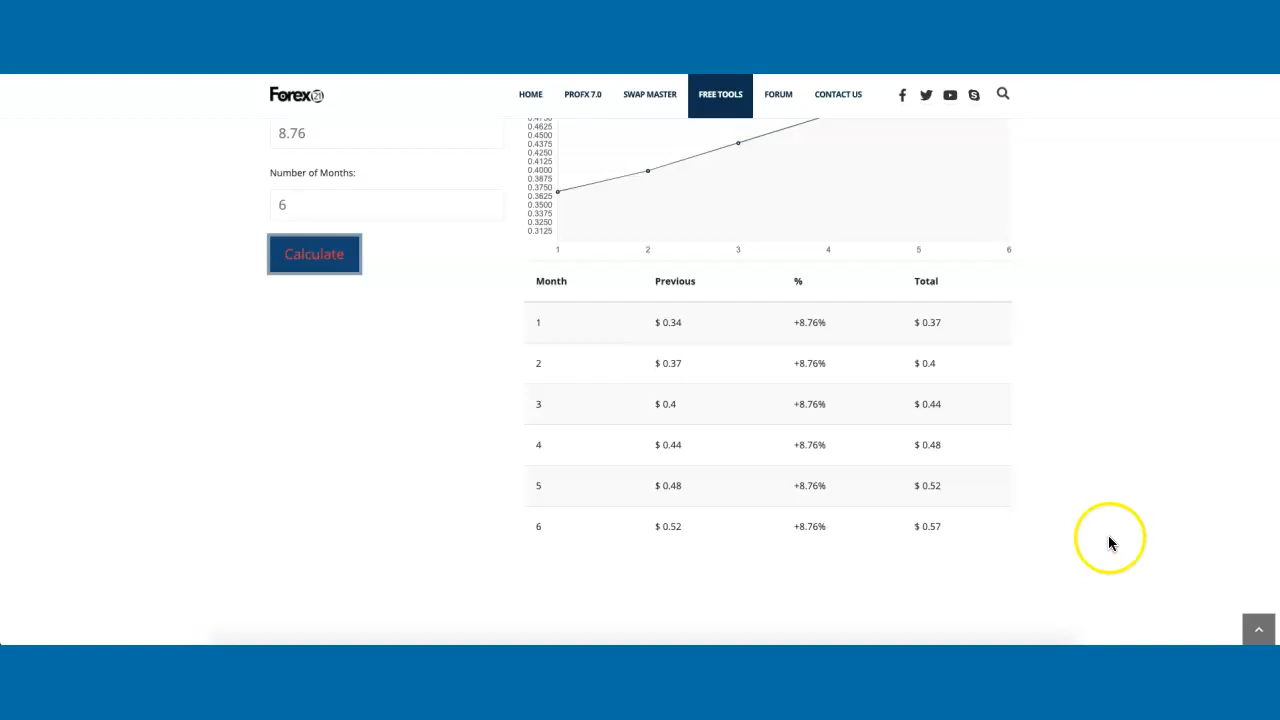 Forex21
HOME PROFX 7.0 SWAP MASTER FREE TOOLS FORUM CONTACT US
8.76
Number of Months:
6
Calculate
0.4625
0.4500
0.4375
0.4250
0.4125
0.4000
0.3875
0.3750
0.3625
0.3500
0.3375
0.3250
0.3125
1 2 3 4 5 6
Month Previous % Total
1 $ 0.34 +8.76% $ 0.37
2 $ 0.37 +8.76% $ 0.4
3 $ 0.4 +8.76% $ 0.44
4 $ 0.44 +8.76% $ 0.48
5 $ 0.48 +8.76% $ 0.52
6 $ 0.52 +8.76% $ 0.57